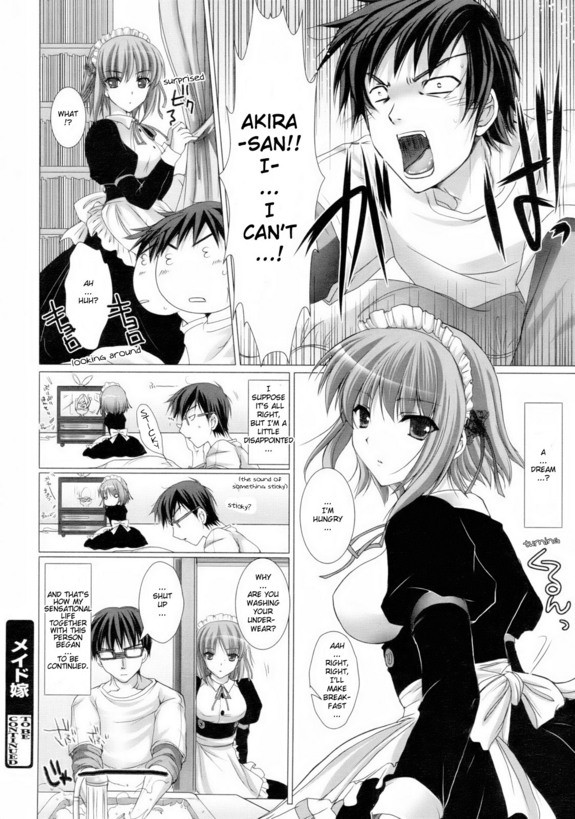 AKIRA
-SAN!!
I-
...
I
CAN'T
...!
surprised
ビク
WHAT
!?
AH
...
HUH?
キョロ
キョロ
looking around
A
...
DREAM
...?
turning
くるんっ
...
I'M
HUNGRY
...
AAH
...
RIGHT,
RIGHT,
I'LL
MAKE
BREAK-
FAST
...
I
SUPPOSE
IT'S ALL
RIGHT,
BUT I'M A
LITTLE
DISAPPOINTED
...
STICK.
(the sound of
something sticky)
sticky?
WHY
...
ARE YOU
WASHING
YOUR
UNDER-
WEAR?
...
SHUT
UP
...
AND THAT'S
HOW MY
SENSATIONAL
LIFE
TOGETHER
WITH THIS
PERSON
BEGAN
...
TO BE
CONTINUED.
メイド嫁
TO BE
CONTINUED